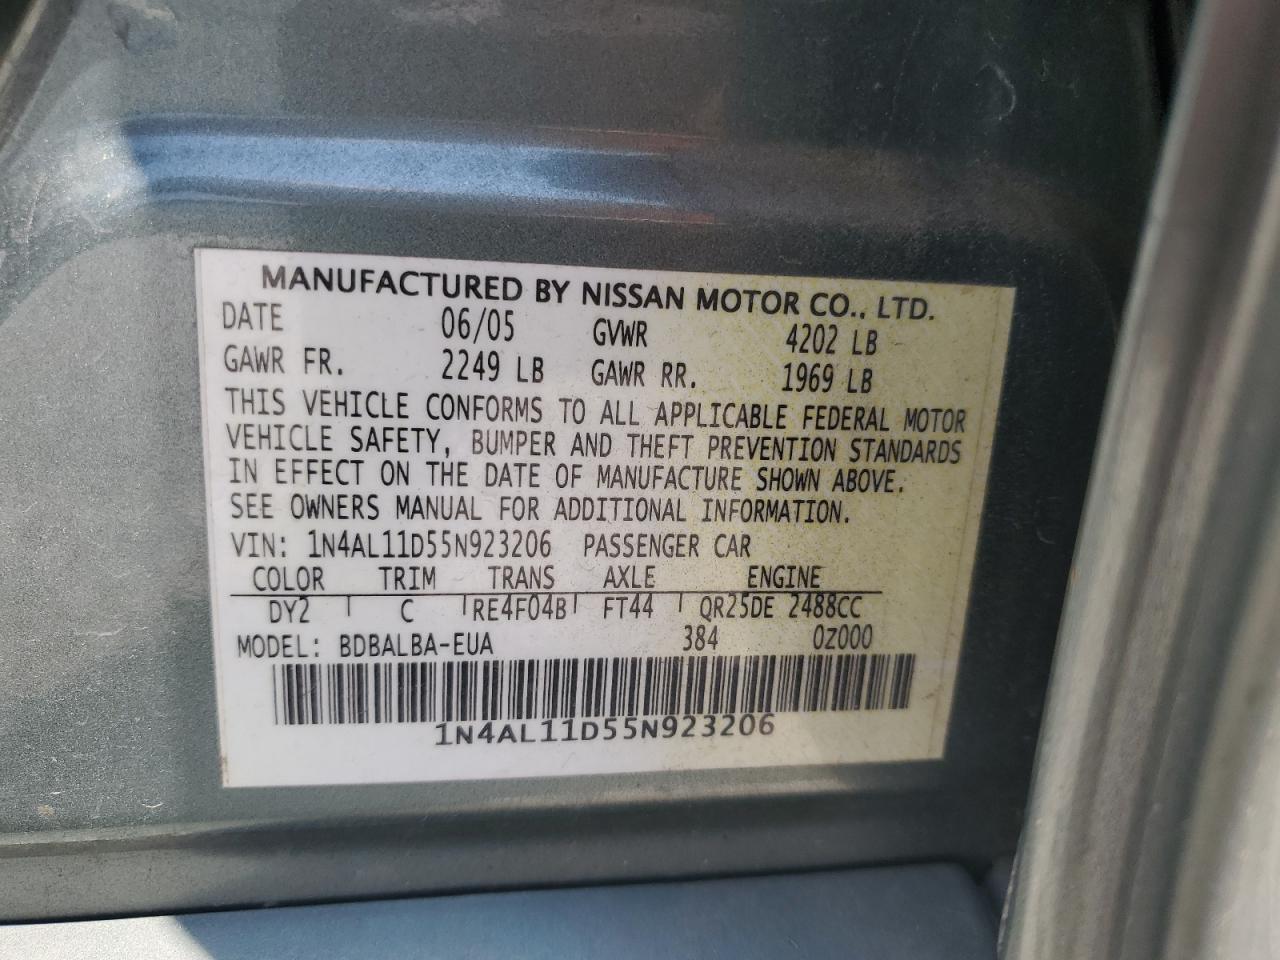 MANUFACTURED BY NISSAN MOTOR CO., LTD.
DATE 06/05 GVWR 4202 LB
GAWR FR. 2249 LB GAWR RR. 1969 LB
THIS VEHICLE CONFORMS TO ALL APPLICABLE FEDERAL MOTOR
VEHICLE SAFETY, BUMPER AND THEFT PREVENTION STANDARDS
IN EFFECT ON THE DATE OF MANUFACTURE SHOWN ABOVE.
SEE OWNERS MANUAL FOR ADDITIONAL INFORMATION.
VIN: 1N4AL11D55N923206 PASSENGER CAR
COLOR TRIM TRANS AXLE ENGINE
DY2 C RE4F04B FT44 QR25DE 2488CC
MODEL: BDBALBA-EUA 384 0Z000
1N4AL11D55N923206